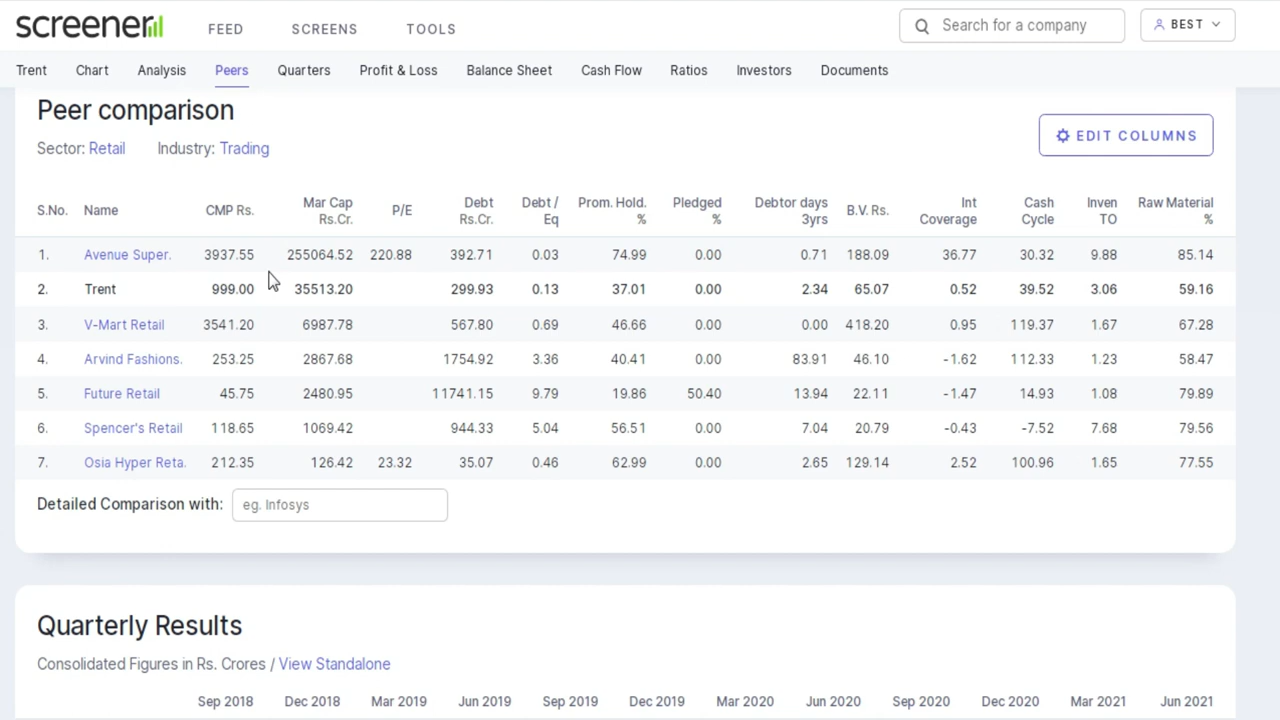 screener FEED SCREENS TOOLS Search for a company BEST
Trent Chart Analysis Peers Quarters Profit & Loss Balance Sheet Cash Flow Ratios Investors Documents
Peer comparison
Sector: Retail Industry: Trading
EDIT COLUMNS
S.No. Name CMP Rs. Mar Cap Rs.Cr. P/E Debt Rs.Cr. Debt / Eq Prom. Hold. % Pledged % Debtor days 3yrs B.V. Rs. Int Coverage Cash Cycle Inven TO Raw Material %
1. Avenue Super. 3937.55 255064.52 220.88 392.71 0.03 74.99 0.00 0.71 188.09 36.77 30.32 9.88 85.14
2. Trent 999.00 35513.20 299.93 0.13 37.01 0.00 2.34 65.07 0.52 39.52 3.06 59.16
3. V-Mart Retail 3541.20 6987.78 567.80 0.69 46.66 0.00 0.00 418.20 0.95 119.37 1.67 67.28
4. Arvind Fashions. 253.25 2867.68 1754.92 3.36 40.41 0.00 83.91 46.10 -1.62 112.33 1.23 58.47
5. Future Retail 45.75 2480.95 11741.15 9.79 19.86 50.40 13.94 22.11 -1.47 14.93 1.08 79.89
6. Spencer's Retail 118.65 1069.42 944.33 5.04 56.51 0.00 7.04 20.79 -0.43 -7.52 7.68 79.56
7. Osia Hyper Reta. 212.35 126.42 23.32 35.07 0.46 62.99 0.00 2.65 129.14 2.52 100.96 1.65 77.55
Detailed Comparison with: eg. Infosys
Quarterly Results
Consolidated Figures in Rs. Crores / View Standalone
Sep 2018 Dec 2018 Mar 2019 Jun 2019 Sep 2019 Dec 2019 Mar 2020 Jun 2020 Sep 2020 Dec 2020 Mar 2021 Jun 2021